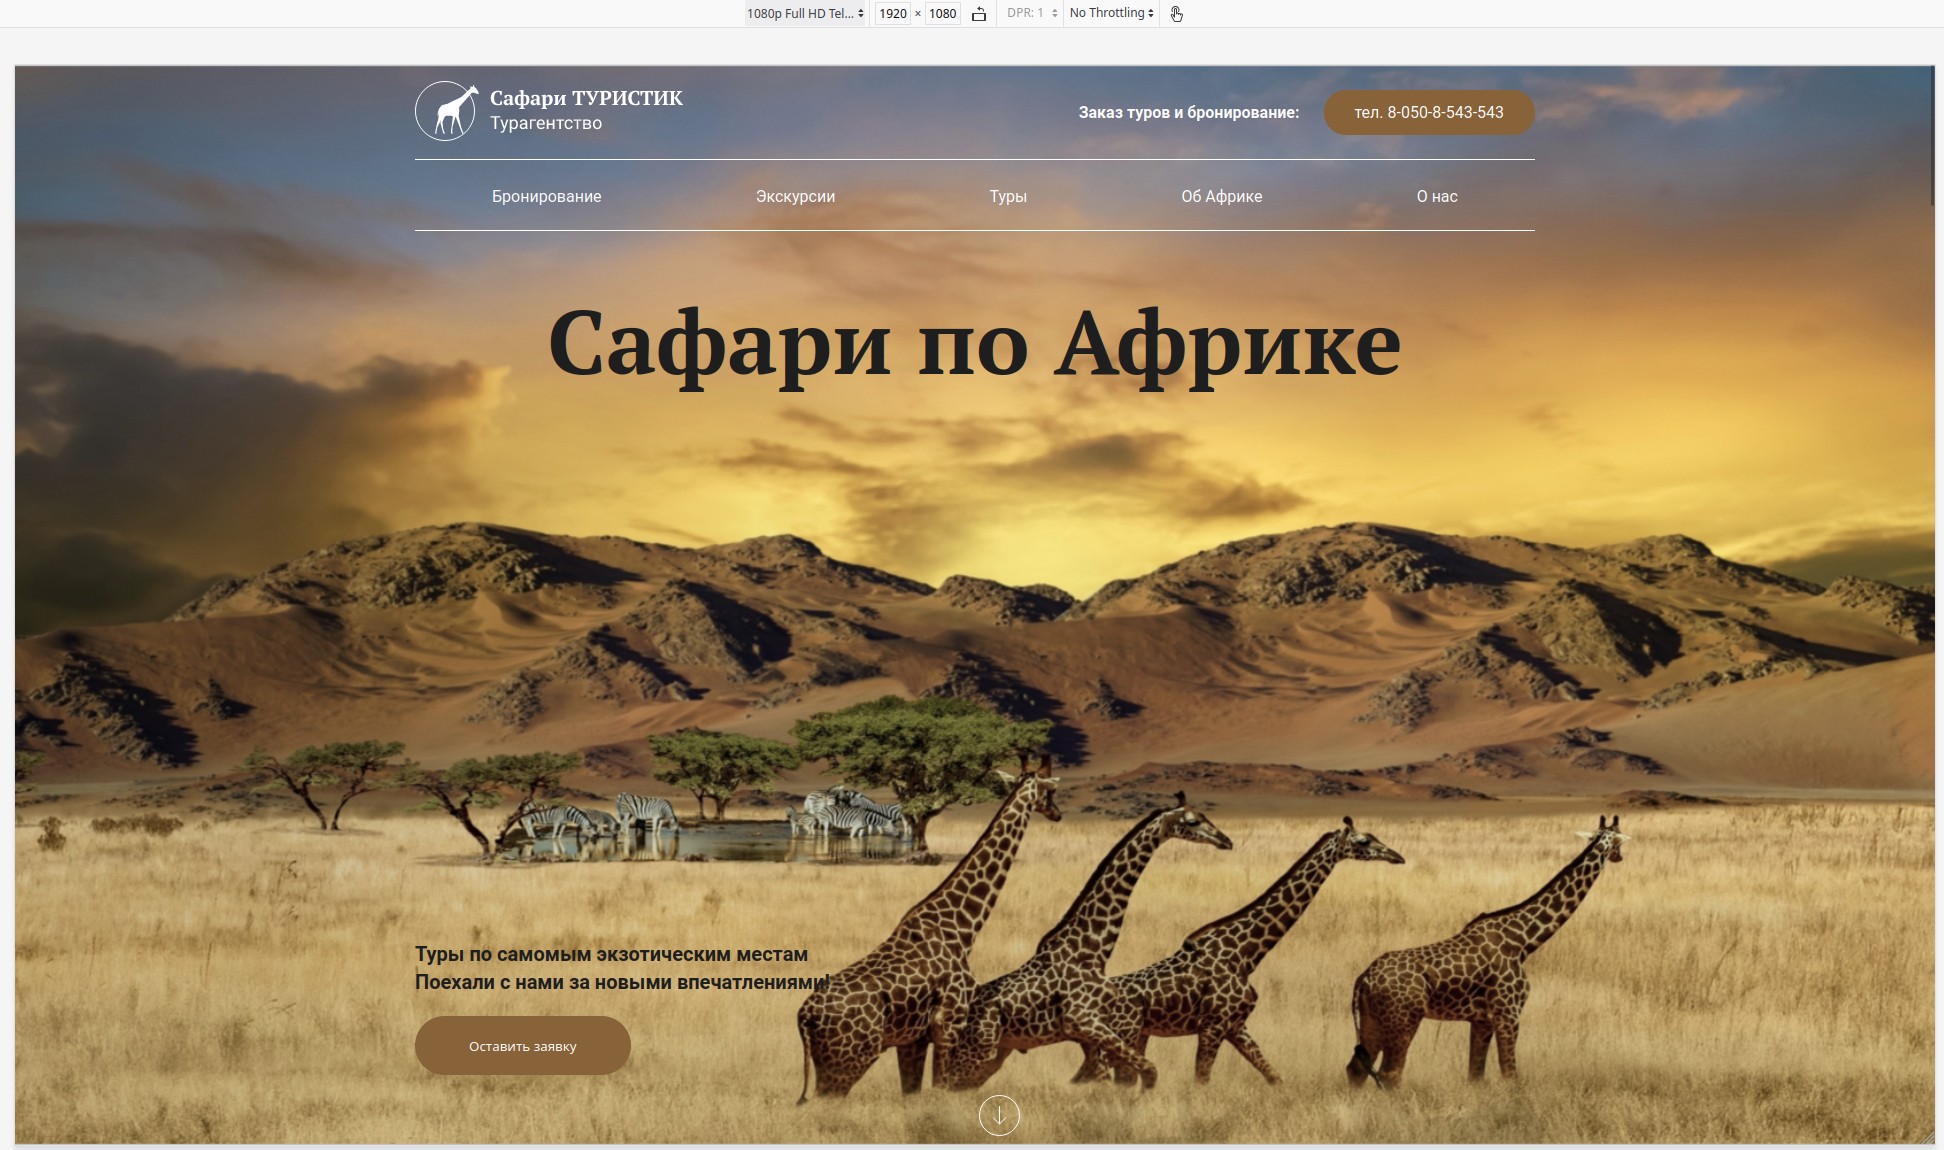 1080p Full HD Tel... 1920 × 1080 DPR: 1 No Throttling
Сафари ТУРИСТИК
Турагентство
Заказ туров и бронирование: тел. 8-050-8-543-543
Бронирование Экскурсии Туры Об Африке О нас
Сафари по Африке
Туры по самомым экзотическим местам
Поехали с нами за новыми впечатлениями!
Оставить заявку